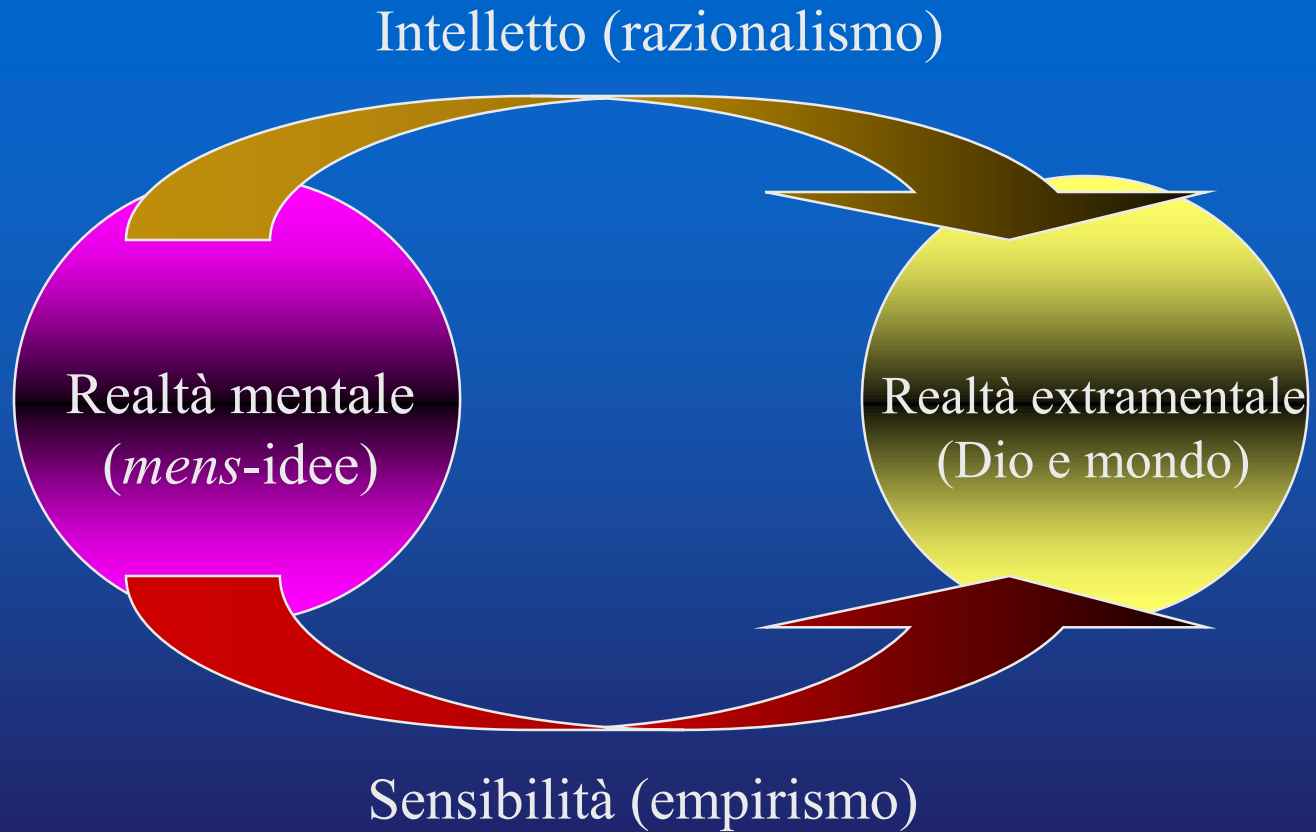 Intelletto (razionalismo)
Realtà mentale
(mens-idee)
Realtà extramentale
(Dio e mondo)
Sensibilità (empirismo)